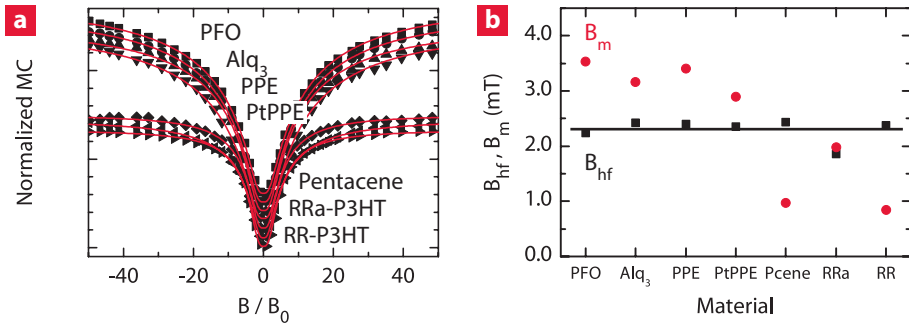 a
Normalized MC
PFO
Alq3
PPE
PtPPE
Pentacene
RRa-P3HT
RR-P3HT
-40 -20 0 20 40
B / B0
b
Bhf, Bm (mT)
4.0
3.0
2.0
1.0
0.0
Bm
Bhf
PFO Alq3 PPE PtPPE Pcene RRa RR
Material